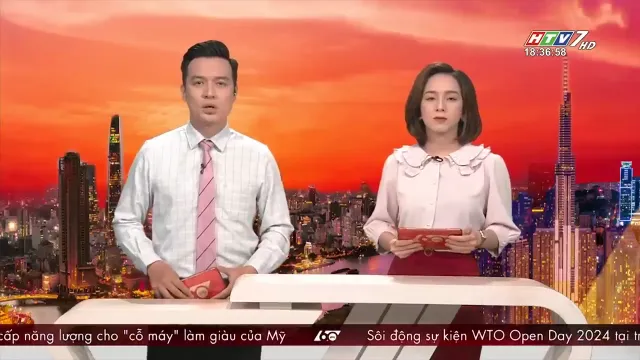 HTV7 HD
18:36:58
cấp năng lượng cho "cỗ máy" làm giàu của Mỹ 60 Sôi động sự kiện WTO Open Day 2024 tại t